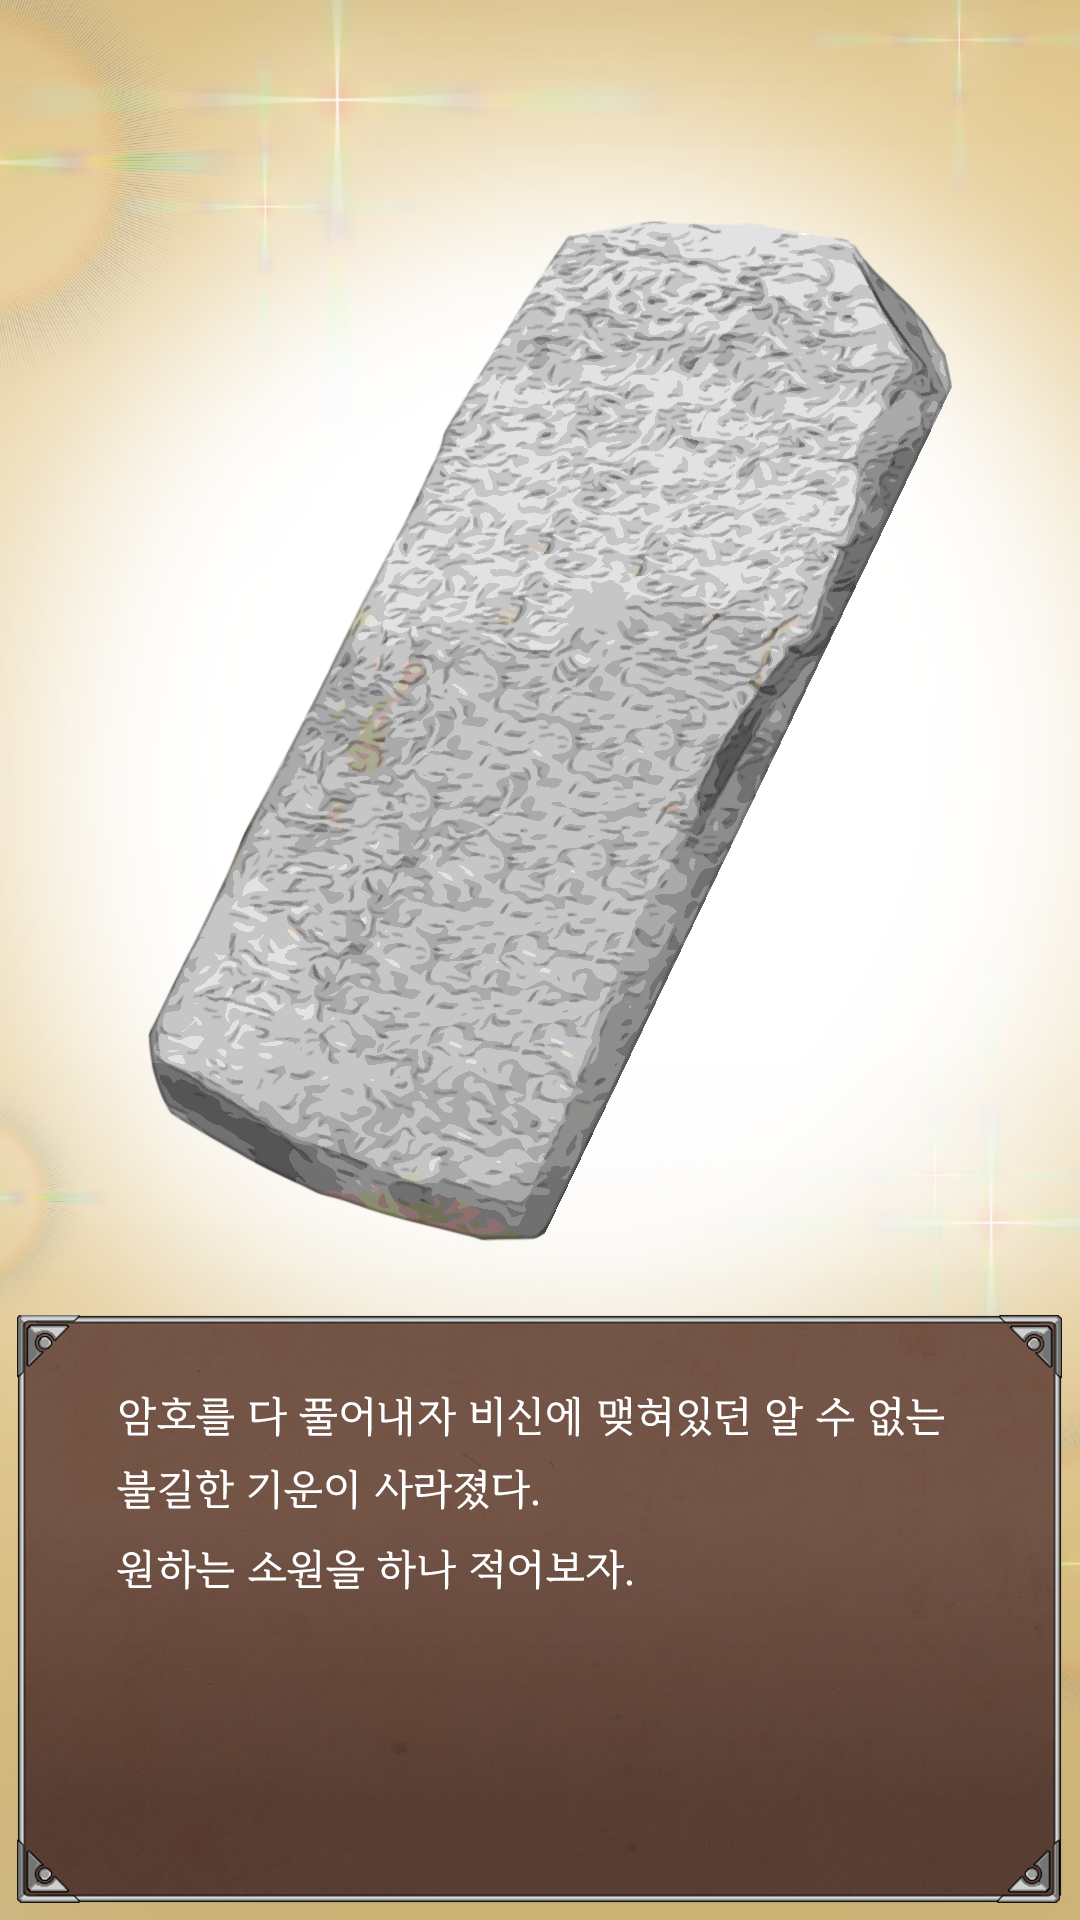 암호를 다 풀어내자 비신에 맺혀있던 알 수 없는
불길한 기운이 사라졌다.
원하는 소원을 하나 적어보자.